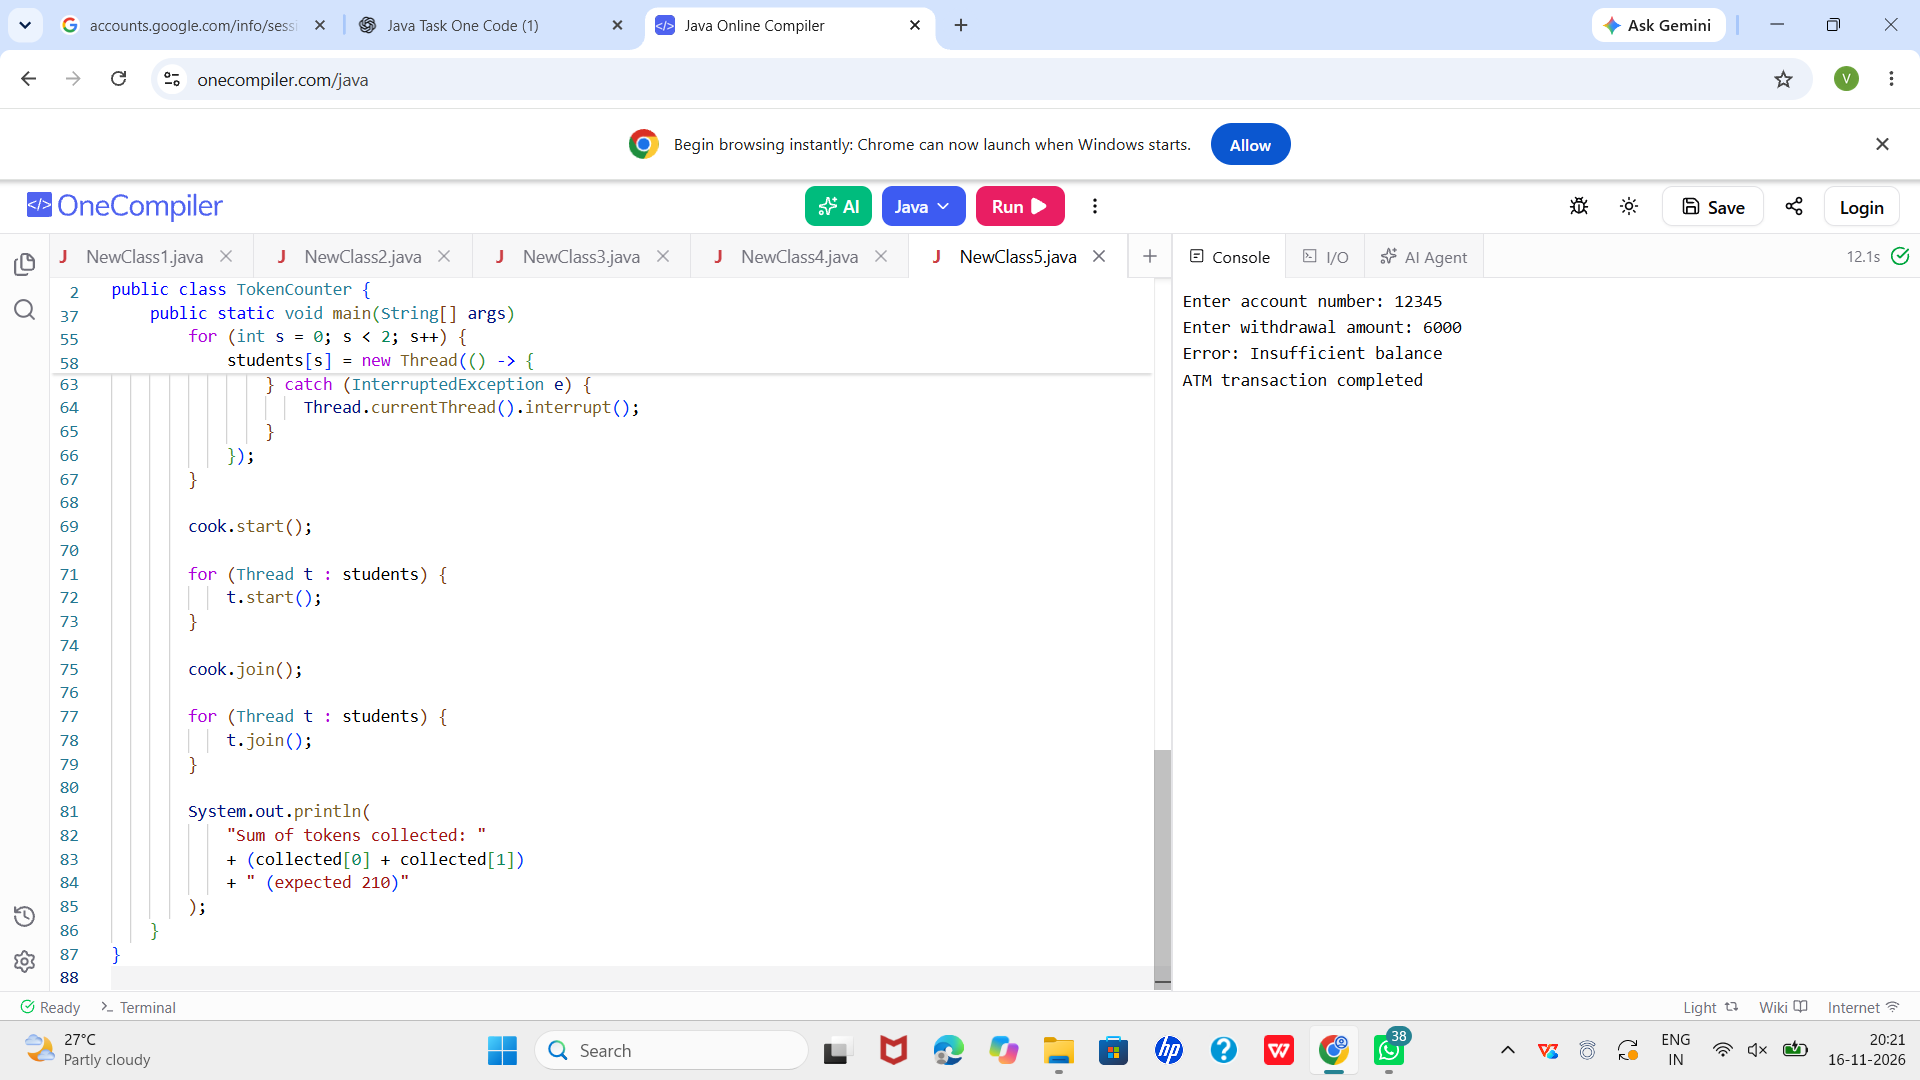 accounts.google.com/info/sessi
Java Task One Code (1)
Java Online Compiler
Ask Gemini
onecompiler.com/java
V
Begin browsing instantly: Chrome can now launch when Windows starts.
Allow
OneCompiler
AI
Java
Run
Save
Login
J NewClass1.java
J NewClass2.java
J NewClass3.java
J NewClass4.java
J NewClass5.java
Console
I/O
AI Agent
12.1s
2 public class TokenCounter {
37 public static void main(String[] args)
55 for (int s = 0; s < 2; s++) {
58 students[s] = new Thread(() -> {
63 } catch (InterruptedException e) {
64 Thread.currentThread().interrupt();
65 }
66 });
67 }
68
69 cook.start();
70
71 for (Thread t : students) {
72 t.start();
73 }
74
75 cook.join();
76
77 for (Thread t : students) {
78 t.join();
79 }
80
81 System.out.println(
82 "Sum of tokens collected: "
83 + (collected[0] + collected[1])
84 + " (expected 210)"
85 );
86 }
87 }
88
Enter account number: 12345
Enter withdrawal amount: 6000
Error: Insufficient balance
ATM transaction completed
Ready
Terminal
Light
Wiki
Internet
27°C
Partly cloudy
Search
hp
W
38
ENG
IN
20:21
16-11-2026